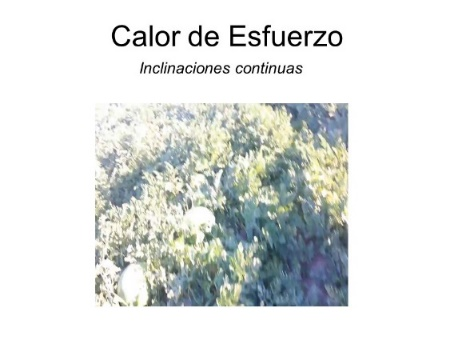 Calor de Esfuerzo
Inclinaciones continuas